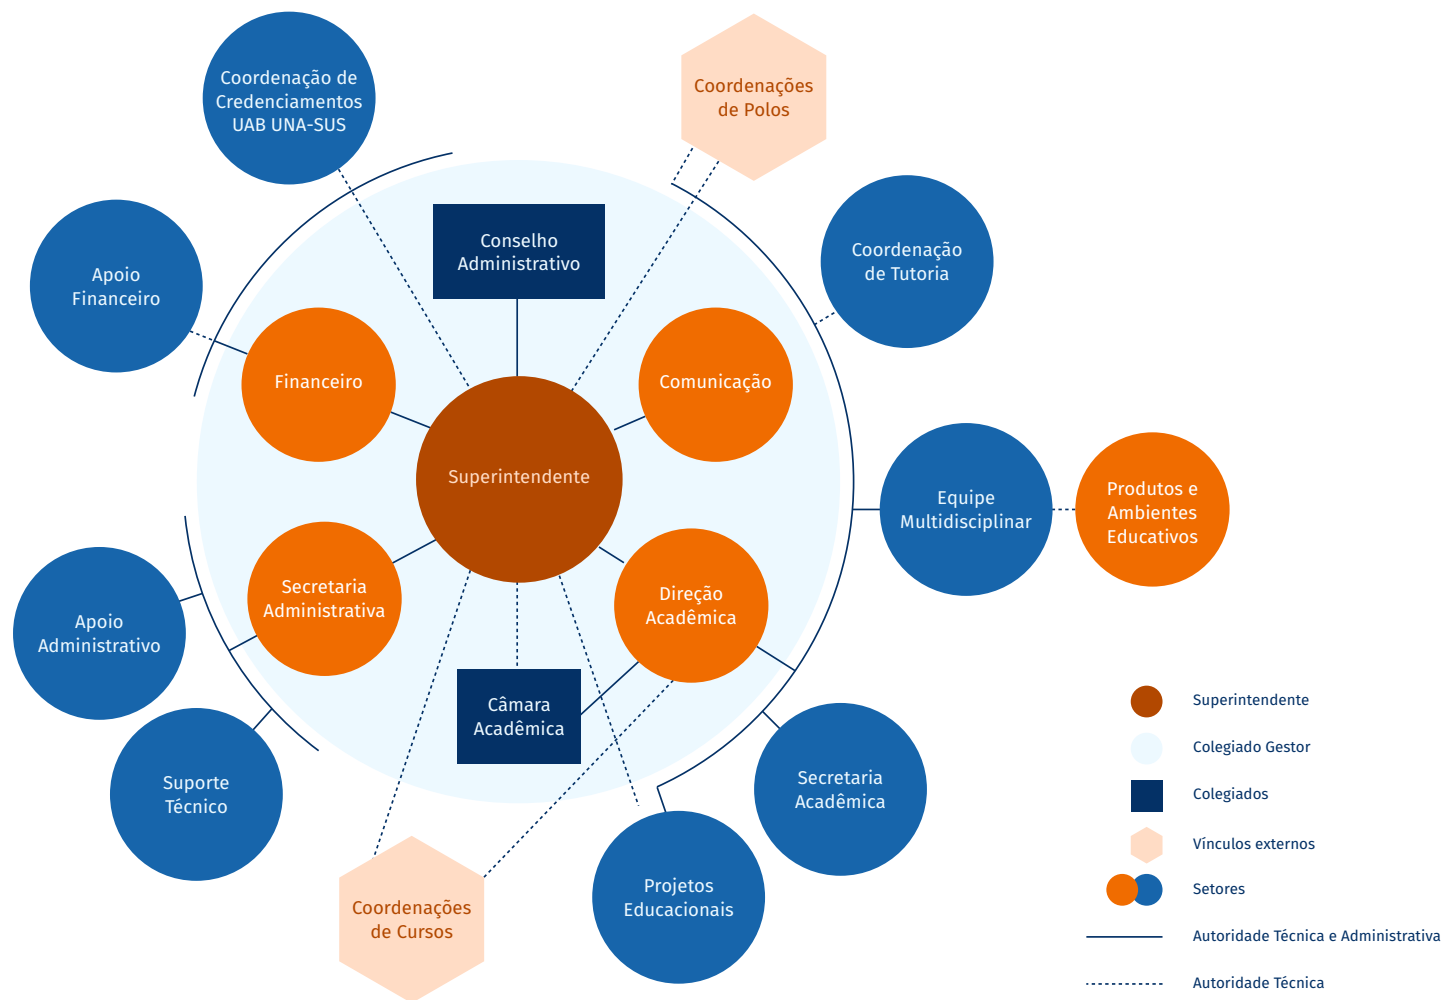 Coordenação de
Credenciamentos
UAB UNA-SUS
Coordenações
de Polos
Conselho
Administrativo
Coordenação
de Tutoria
Apoio
Financeiro
Financeiro
Comunicação
Superintendente
Equipe
Multidisciplinar
Produtos e
Ambientes
Educativos
Secretaria
Administrativa
Direção
Acadêmica
Apoio
Administrativo
Câmara
Acadêmica
Suporte
Técnico
Secretaria
Acadêmica
Coordenações
de Cursos
Projetos
Educacionais
Superintendente
Colegiado Gestor
Colegiados
Vínculos externos
Setores
Autoridade Técnica e Administrativa
Autoridade Técnica